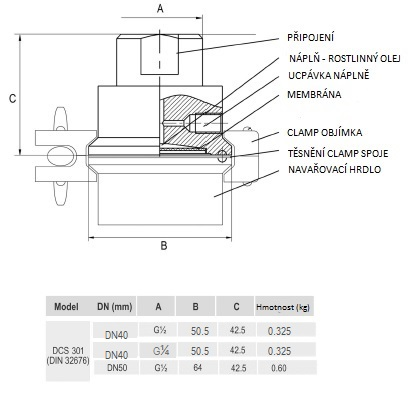 A
PŘIPOJENÍ
NÁPLŇ - ROSTLINNÝ OLEJ
UCPÁVKA NÁPLNĚ
MEMBRÁNA
C
CLAMP OBJÍMKA
TĚSNĚNÍ CLAMP SPOJE
NAVAŘOVACÍ HRDLO
B
Model DN (mm) A B C Hmotnost (kg)
DCS 301
(DIN 32676)
DN40 G½ 50.5 42.5 0.325
DN40 G¼ 50.5 42.5 0.325
DN50 G½ 64 42.5 0.60